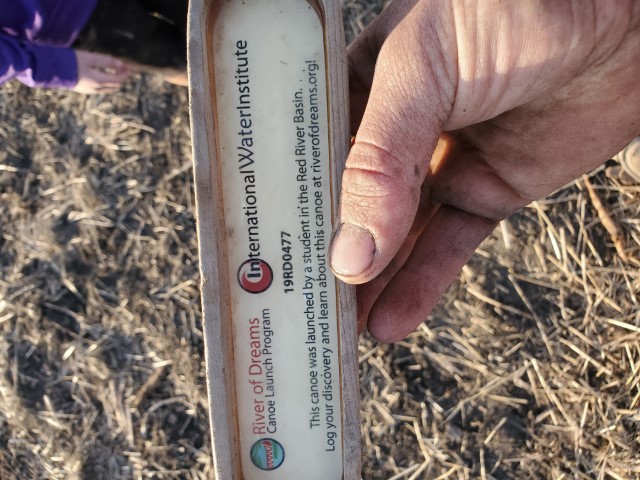 River of Dreams
Canoe Launch Program
International Water Institute
19RD0477
This canoe was launched by a student in the Red River Basin.
Log your discovery and learn about this canoe at riverofdreams.org!